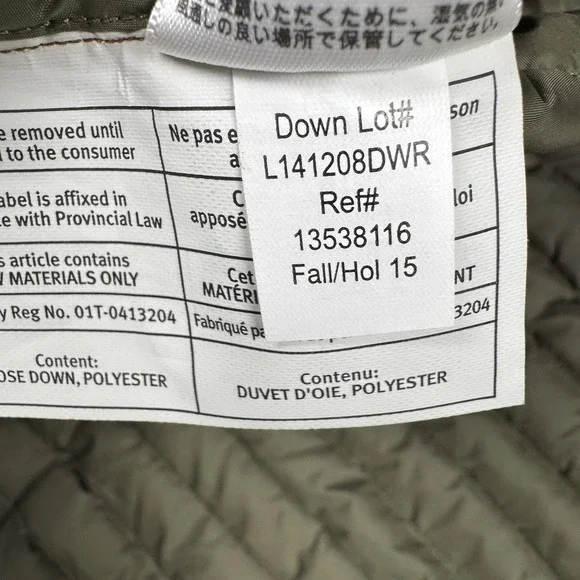 風通しの良い場所で保管してください。
e removed until
l to the consumer
Ne pas e
a
son
abel is affixed in
e with Provincial Law
C
apposé
loi
s article contains
MATERIALS ONLY
Cet
MATÉRI
NT
y Reg No. 01T-0413204
Fabriqué pa
3204
Content:
OSE DOWN, POLYESTER
Contenu:
DUVET D'OIE, POLYESTER
Down Lot#
L141208DWR
Ref#
13538116
Fall/Hol 15